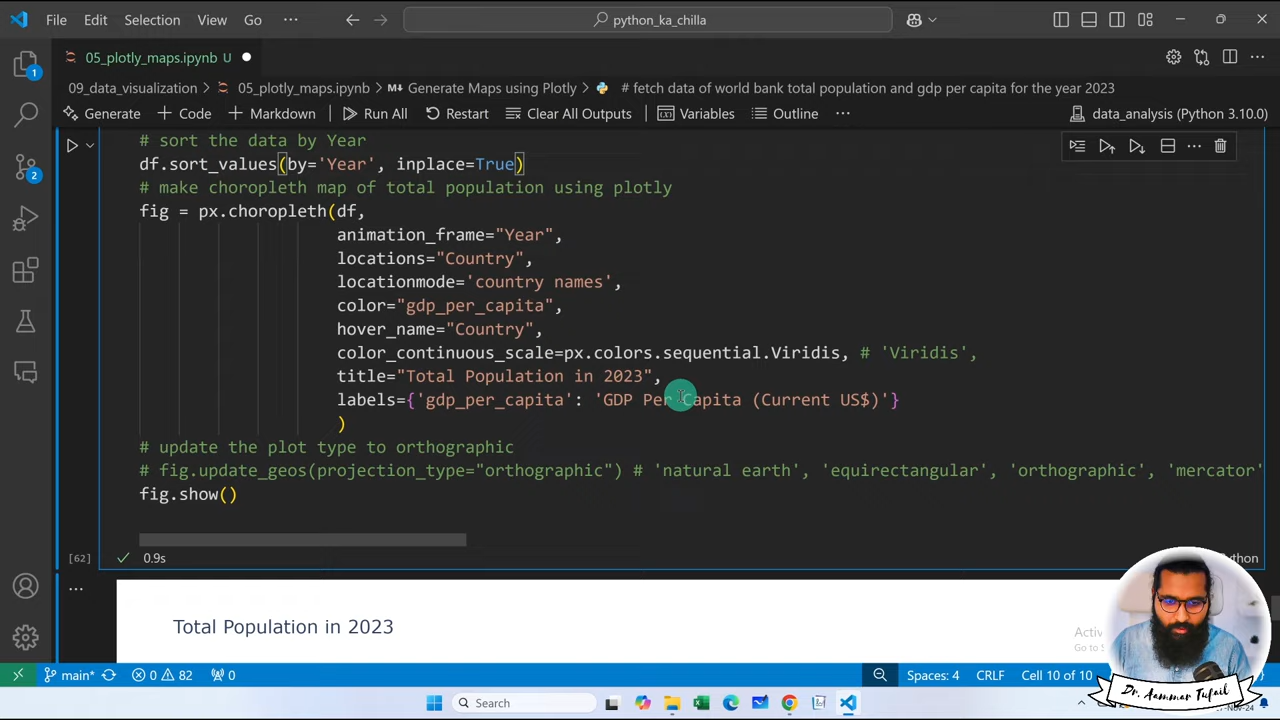 File Edit Selection View Go ··· python_ka_chilla
05_plotly_maps.ipynb U
09_data_visualization > 05_plotly_maps.ipynb > M↓ Generate Maps using Plotly > # fetch data of world bank total population and gdp per capita for the year 2023
Generate + Code + Markdown Run All Restart Clear All Outputs Variables Outline ··· data_analysis (Python 3.10.0)
# sort the data by Year
df.sort_values(by='Year', inplace=True)
# make choropleth map of total population using plotly
fig = px.choropleth(df,
animation_frame="Year",
locations="Country",
locationmode='country names',
color="gdp_per_capita",
hover_name="Country",
color_continuous_scale=px.colors.sequential.Viridis, # 'Viridis',
title="Total Population in 2023",
labels={'gdp_per_capita': 'GDP Per Capita (Current US$)'}
)
# update the plot type to orthographic
# fig.update_geos(projection_type="orthographic") # 'natural earth', 'equirectangular', 'orthographic', 'mercator'
fig.show()
[62] 0.9s
Total Population in 2023
main* 0 82 0 Spaces: 4 CRLF Cell 10 of 10
Dr. Aammar Tufail
Search